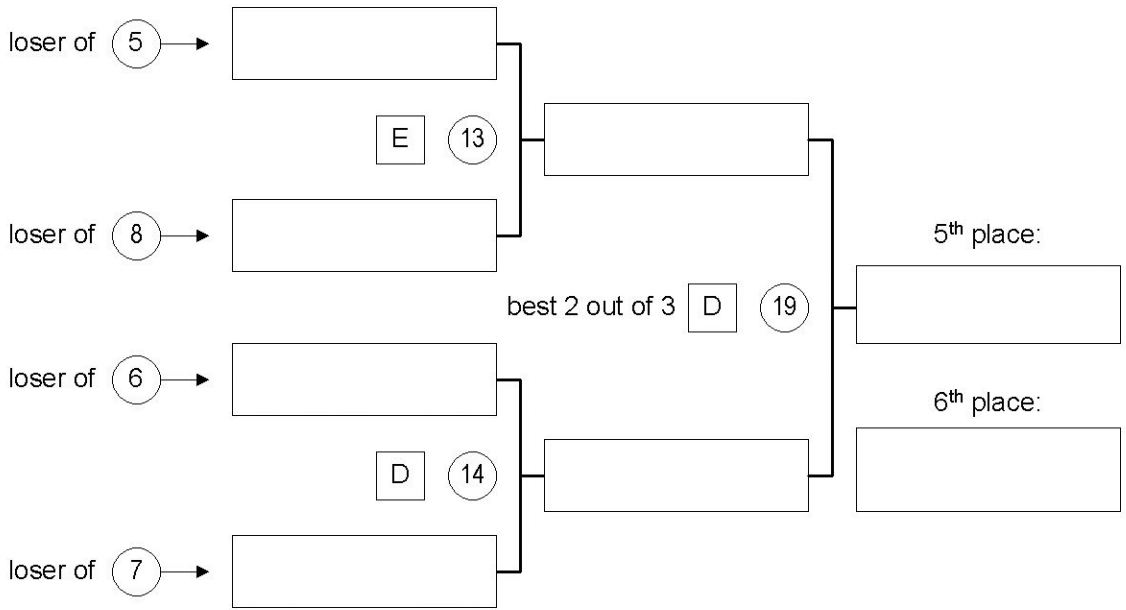 loser of 5
E 13
loser of 8
5th place:
best 2 out of 3 D 19
loser of 6
6th place:
D 14
loser of 7